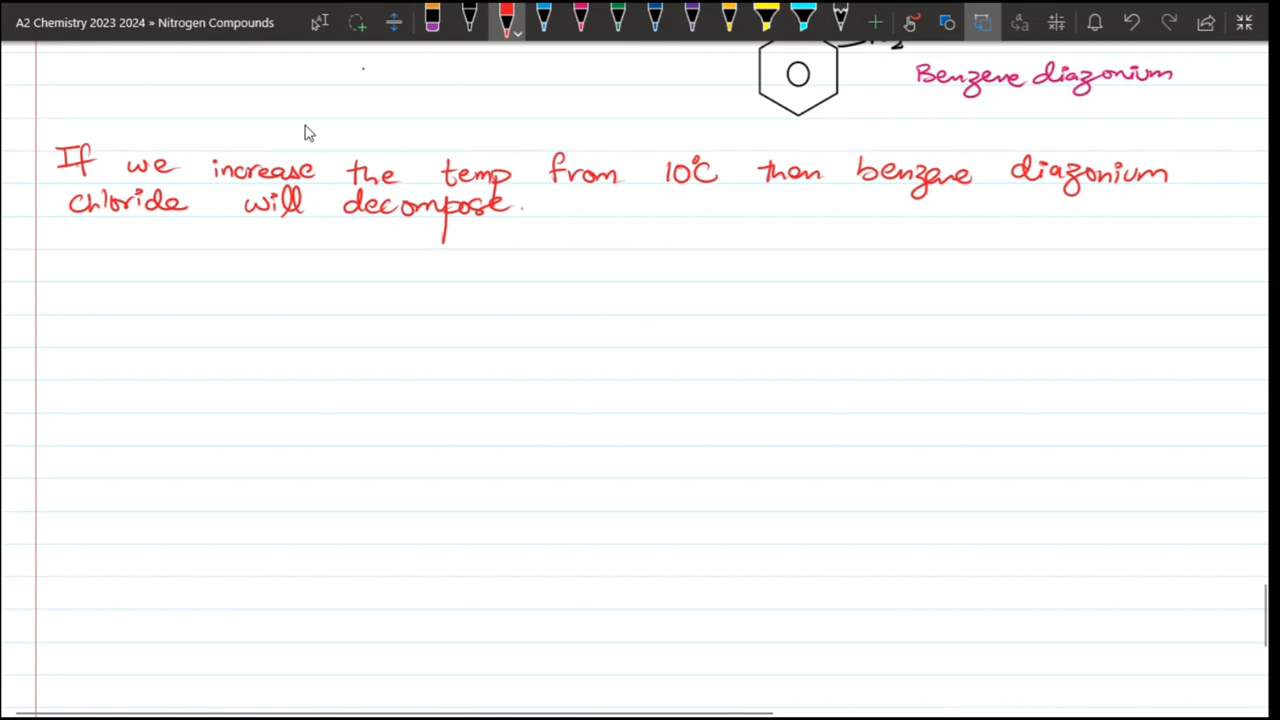 A2 Chemistry 2023 2024 » Nitrogen Compounds
Benzene diazonium
If we increase the temp from 10°C then benzene diazonium
chloride will decompose.